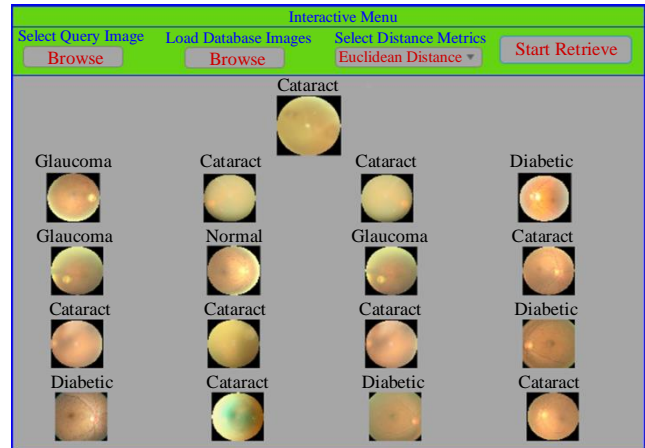 Interactive Menu
Select Query Image Load Database Images Select Distance Metrics
Browse Browse Euclidean Distance Start Retrieve
Cataract
Glaucoma Cataract Cataract Diabetic
Glaucoma Normal Glaucoma Cataract
Cataract Cataract Cataract Diabetic
Diabetic Cataract Diabetic Cataract